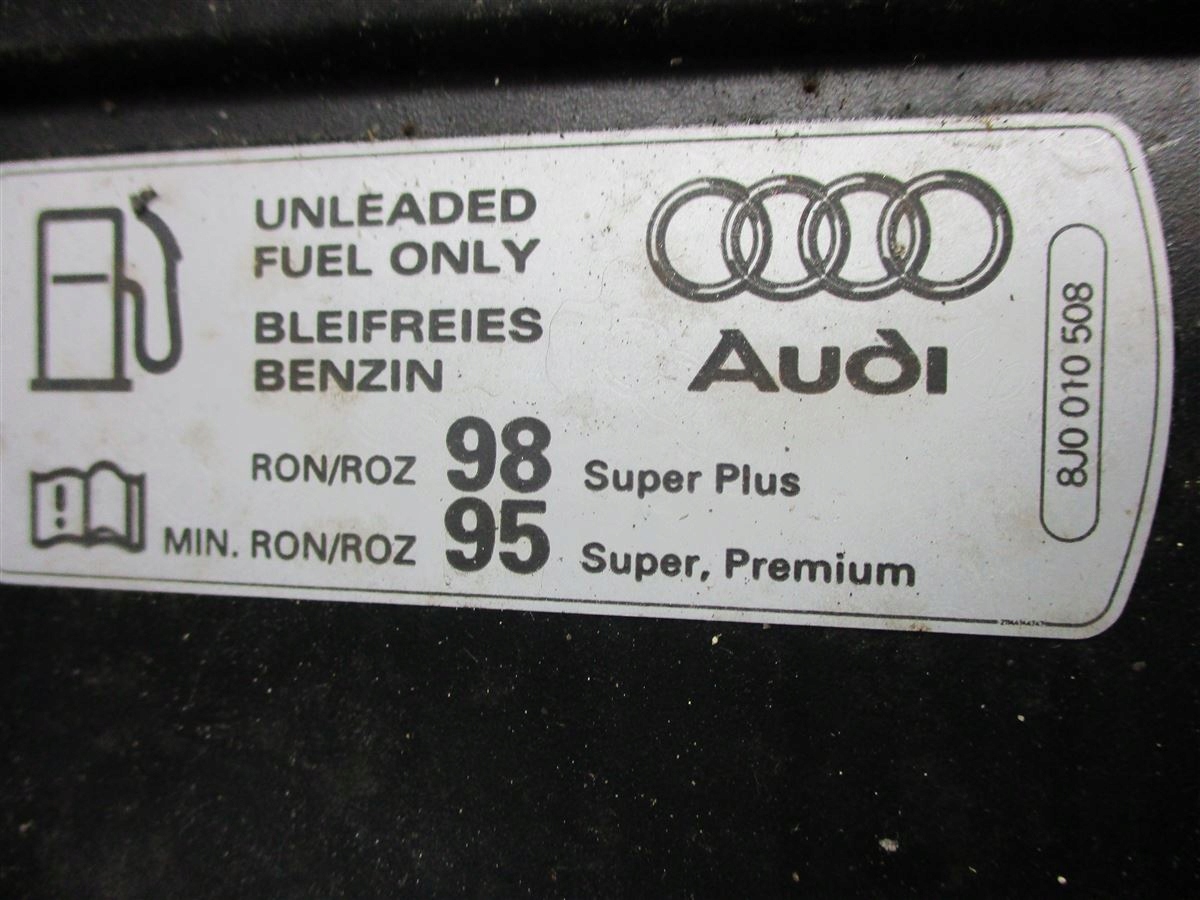 UNLEADED
FUEL ONLY
BLEIFREIES
BENZIN
Audi
RON/ROZ 98 Super Plus
MIN. RON/ROZ 95 Super, Premium
8J0 010 508